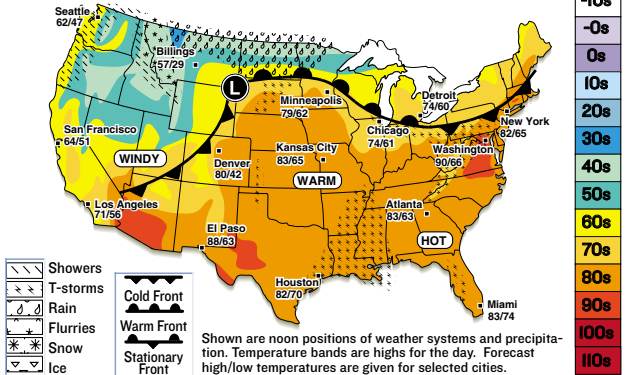 Seattle
62/47
Billings
57/29
L
Minneapolis
79/62
Detroit
74/60
New York
82/65
San Francisco
64/51
WINDY
Denver
80/42
Kansas City
83/65
Chicago
74/61
Washington
90/66
WARM
Los Angeles
71/56
El Paso
88/63
Atlanta
83/63
HOT
Houston
82/70
Miami
83/74
Showers
T-storms
Rain
Flurries
Snow
Ice
Cold Front
Warm Front
Stationary
Front
Shown are noon positions of weather systems and precipita-
tion. Temperature bands are highs for the day. Forecast
high/low temperatures are given for selected cities.
-10s
-0s
0s
10s
20s
30s
40s
50s
60s
70s
80s
90s
100s
110s